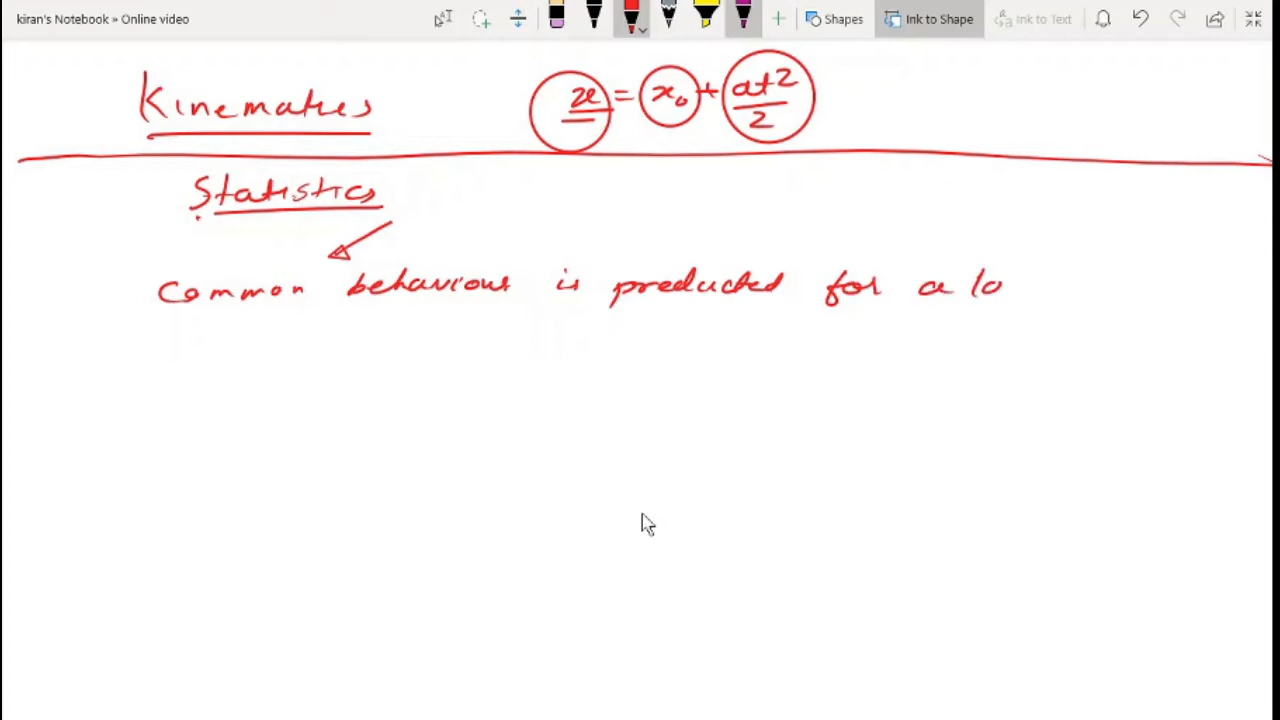 kiran's Notebook » Online video
Shapes
Ink to Shape
Ink to Text
Kinematics x = x₀ + at²/2
Statistics
Common behaviour is preducted for a lo